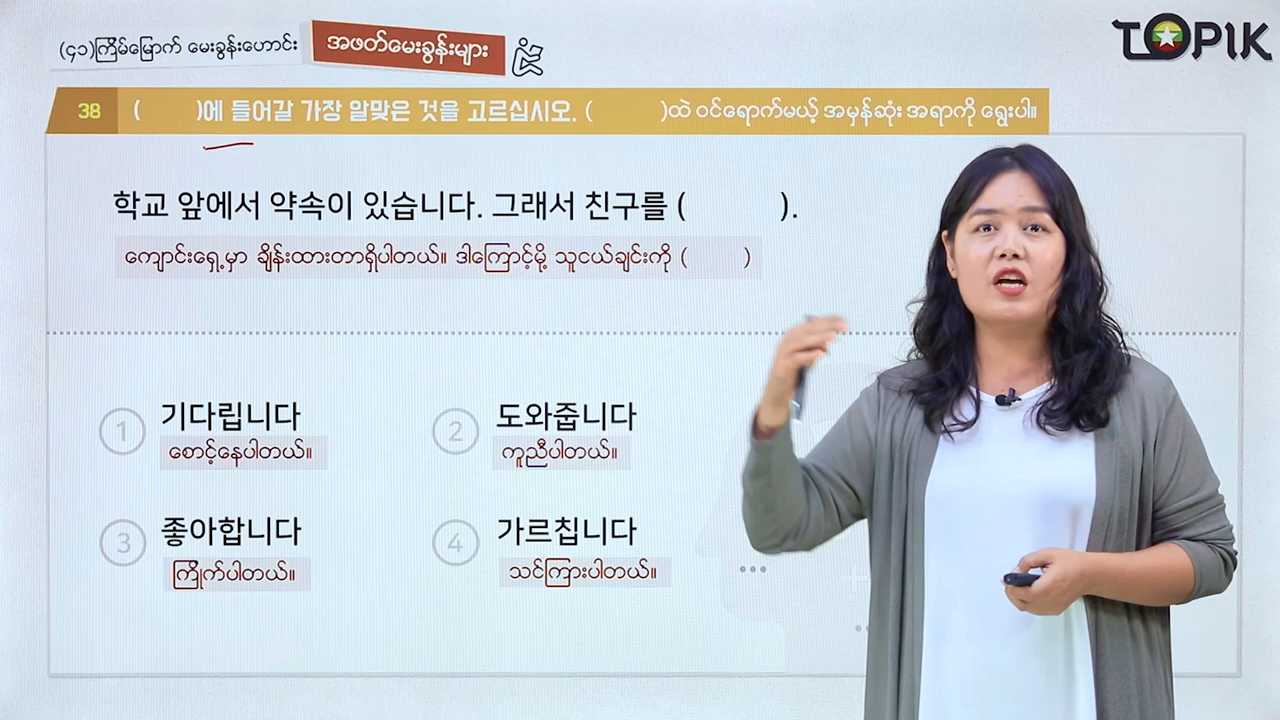 (၄၁)ကြိမ်မြောက် မေးခွန်းဟောင်း အဖတ်မေးခွန်းများ
TOPIK
38 ( )에 들어갈 가장 알맞은 것을 고르십시오. ( )ထဲ ဝင်ရောက်မယ့် အမှန်ဆုံး အရာကို ရွေးပါ။
학교 앞에서 약속이 있습니다. 그래서 친구를 ( ).
ကျောင်းရှေ့မှာ ချိန်းထားတာရှိပါတယ်။ ဒါကြောင့်မို့ သူငယ်ချင်းကို ( )
1 기다립니다 2 도와줍니다
စောင့်နေပါတယ်။ ကူညီပါတယ်။
3 좋아합니다 4 가르칩니다
ကြိုက်ပါတယ်။ သင်ကြားပါတယ်။